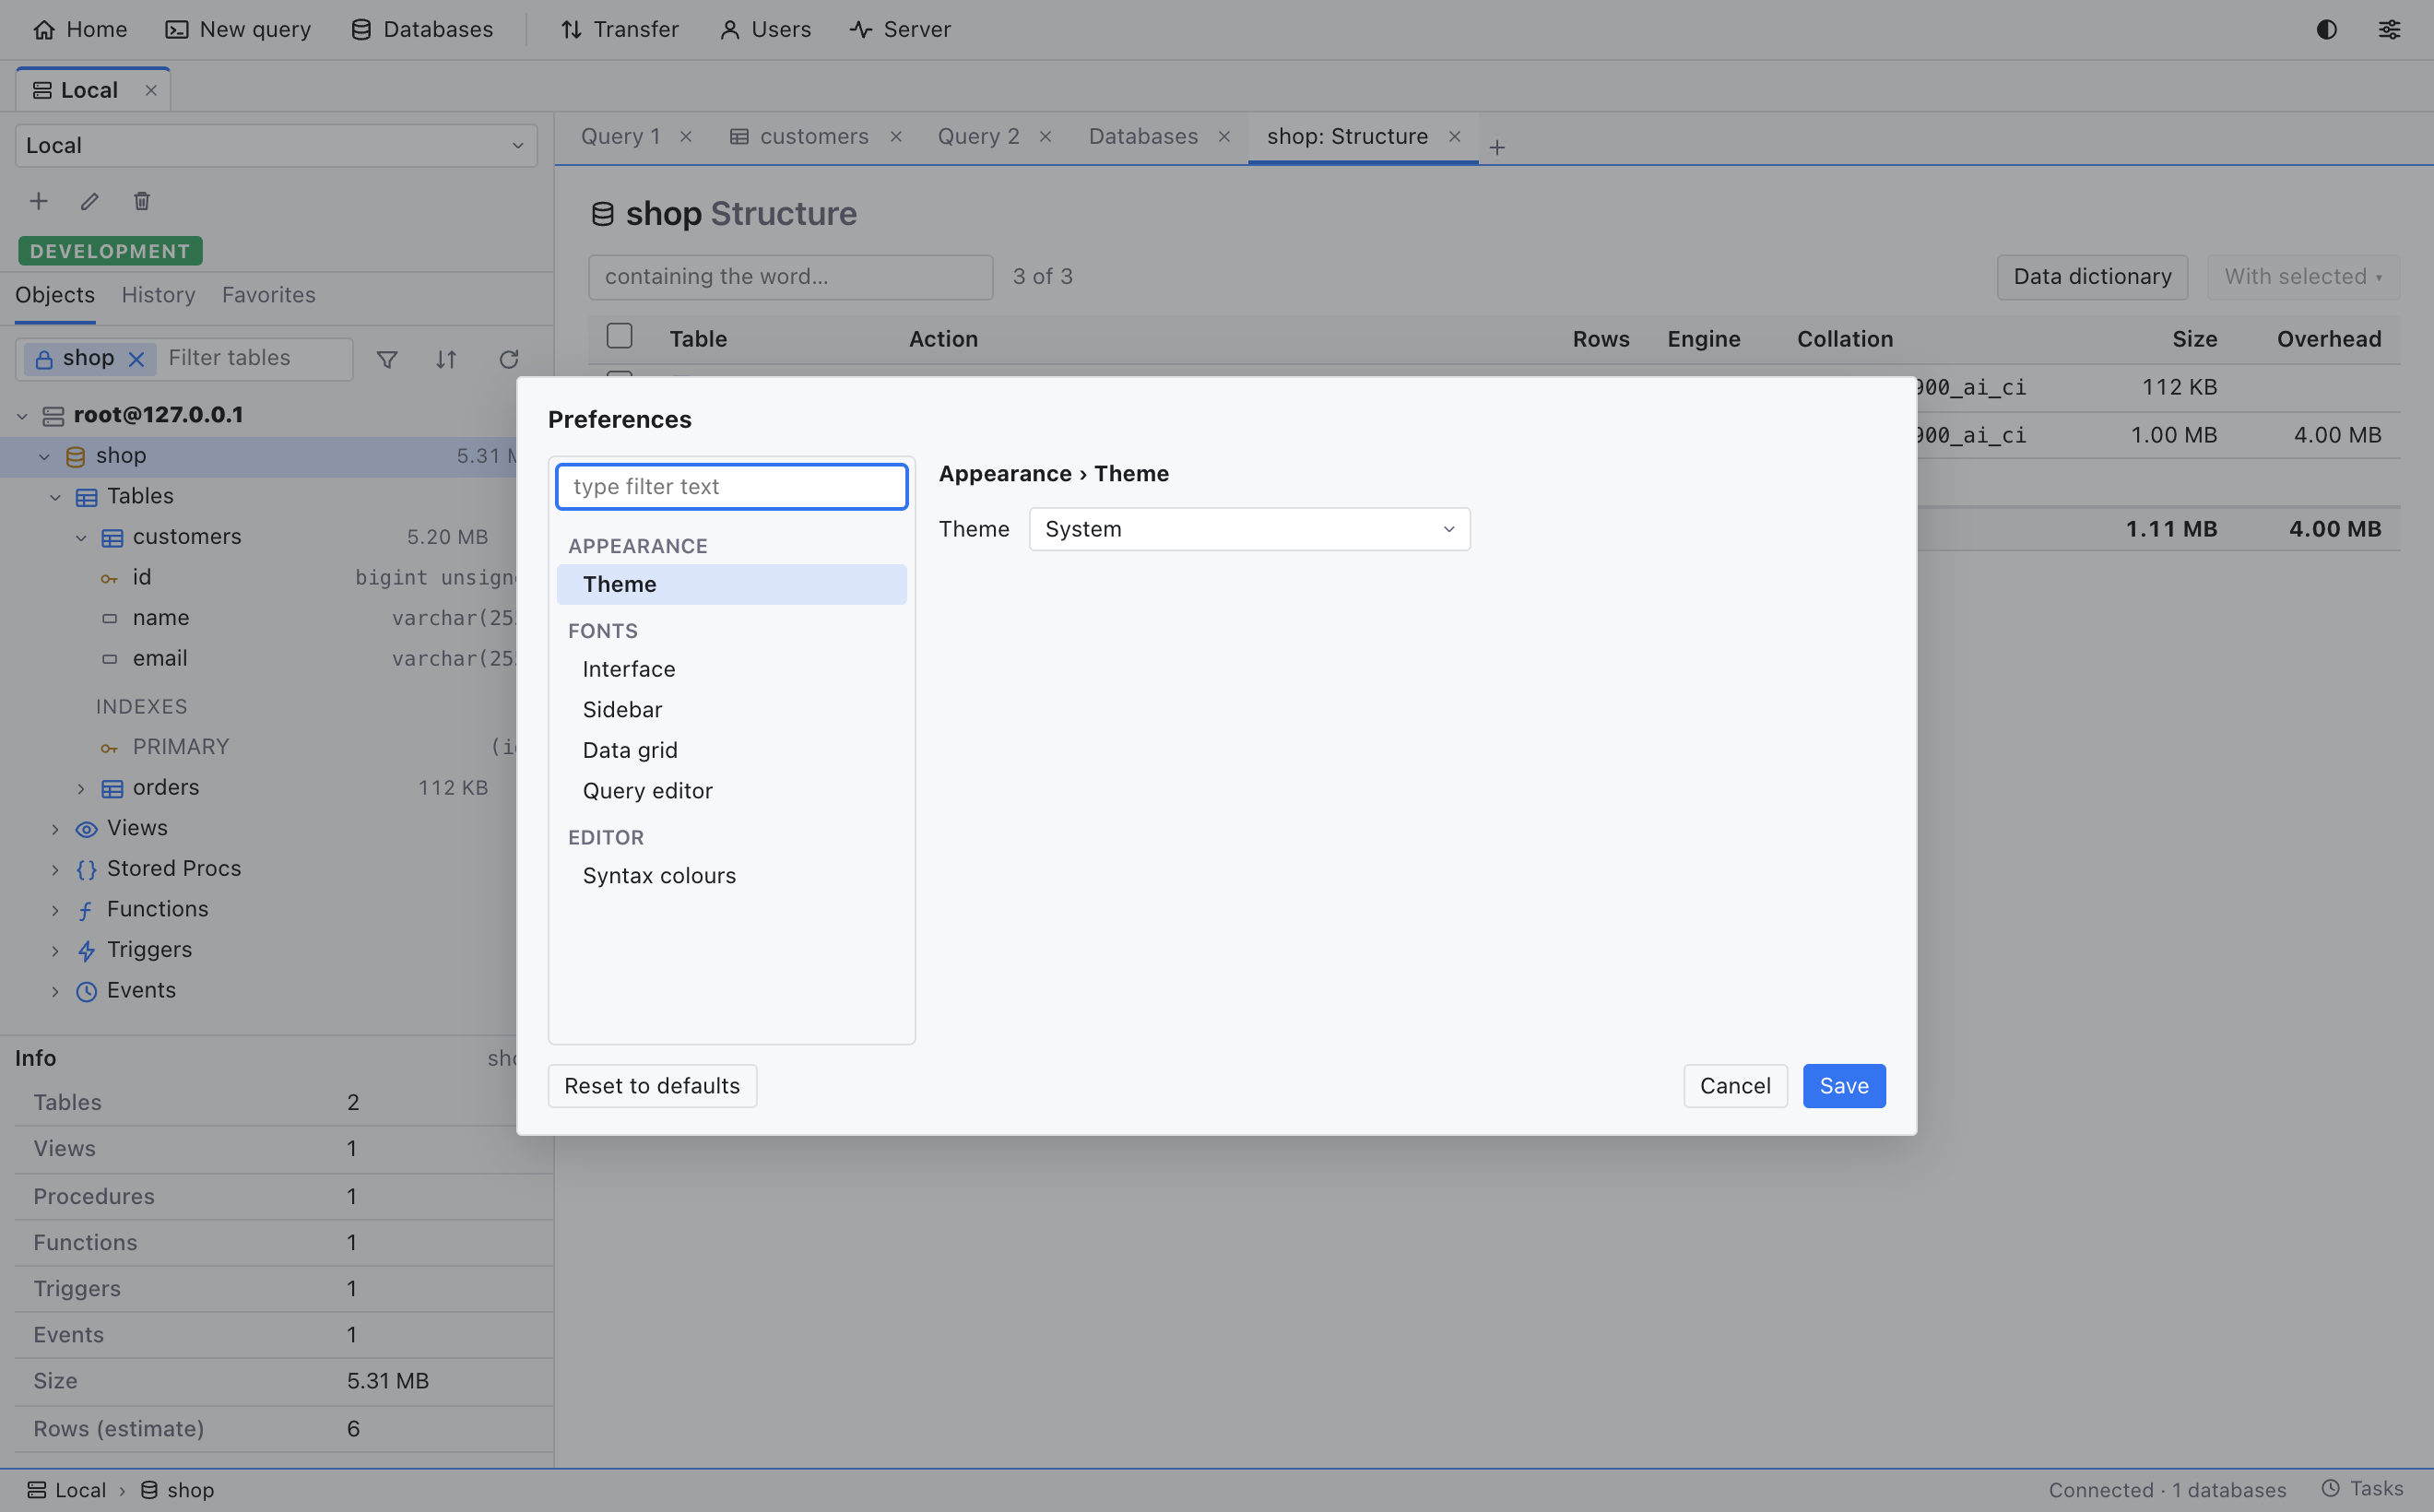 Home New query Databases Transfer Users Server
Local
Local
DEVELOPMENT
Objects History Favorites
shop Filter tables
root@127.0.0.1
shop 5.31
Tables
customers 5.20 MB
id bigint unsign
name varchar(25
email varchar(25
INDEXES
PRIMARY
orders 112 KB
Views
Stored Procs
Functions
Triggers
Events
Info
Tables 2
Views 1
Procedures 1
Functions 1
Triggers 1
Events 1
Size 5.31 MB
Rows (estimate) 6
Query 1 customers Query 2 Databases shop: Structure
shop Structure
containing the word... 3 of 3 Data dictionary With selected
Table Action Rows Engine Collation Size Overhead
900_ai_ci 112 KB
900_ai_ci 1.00 MB 4.00 MB
1.11 MB 4.00 MB
Preferences
type filter text
APPEARANCE
Theme
FONTS
Interface
Sidebar
Data grid
Query editor
EDITOR
Syntax colours
Appearance › Theme
Theme System
Reset to defaults Cancel Save
Local › shop Connected · 1 databases Tasks